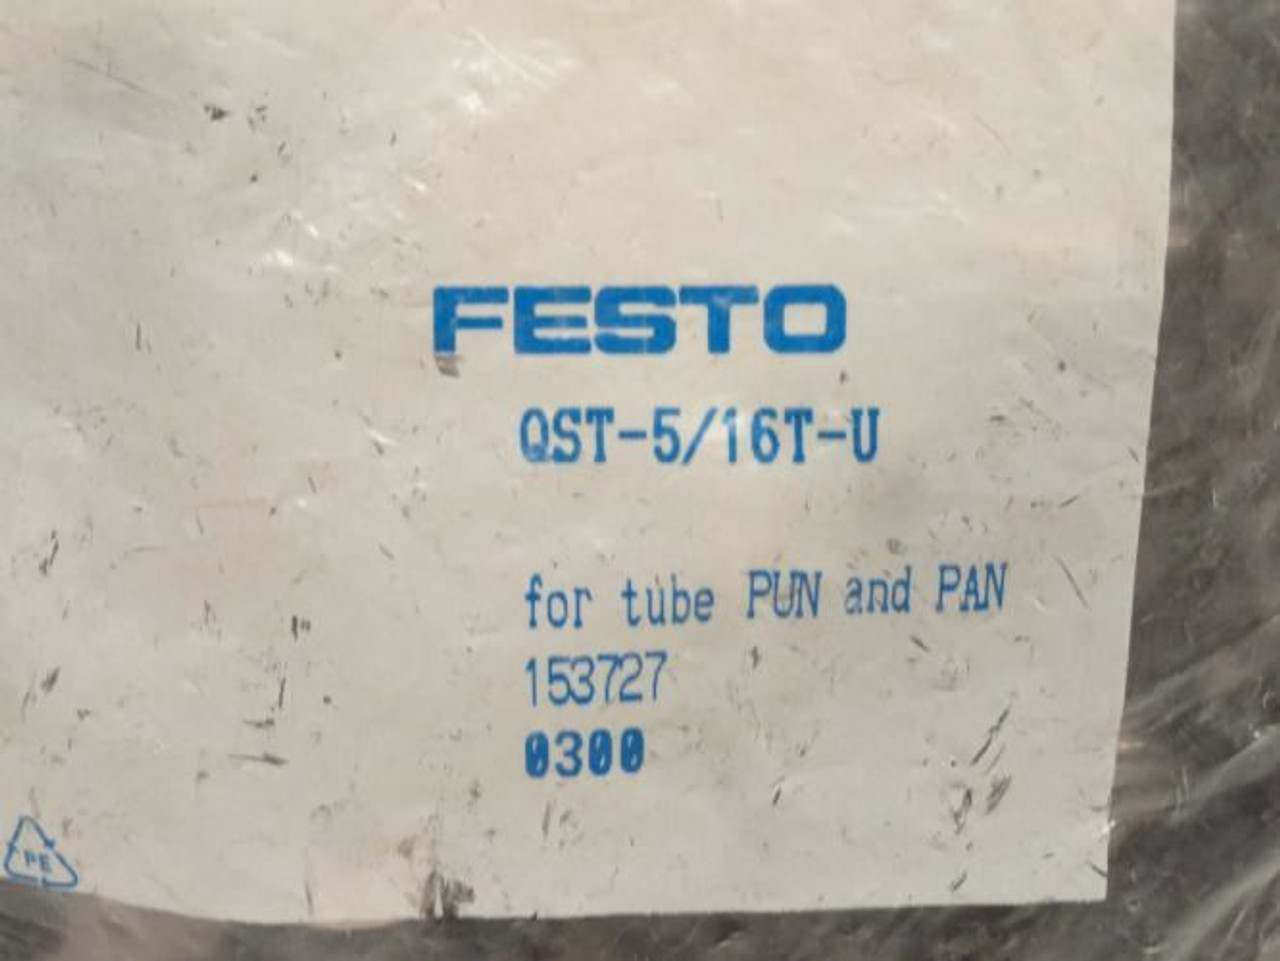 FESTO
QST-5/16T-U
for tube PUN and PAN
153727
0300
PE